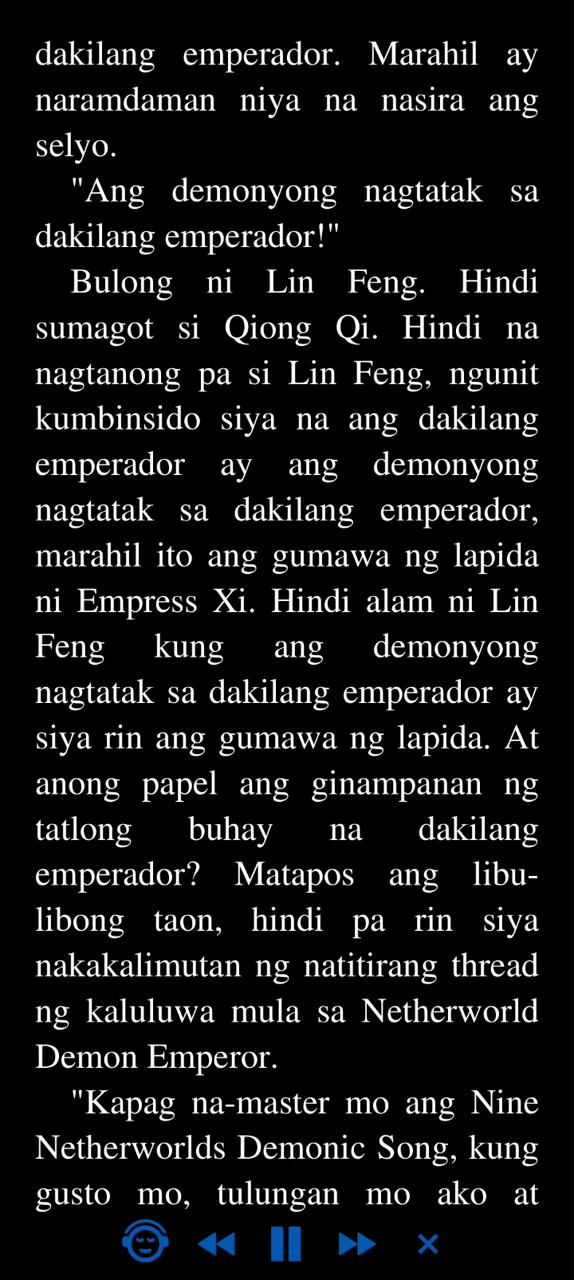 dakilang emperador. Marahil ay
naramdaman niya na nasira ang
selyo.
"Ang demonyong nagtatak sa
dakilang emperador!"
Bulong ni Lin Feng. Hindi
sumagot si Qiong Qi. Hindi na
nagtanong pa si Lin Feng, ngunit
kumbinsido siya na ang dakilang
emperador ay ang demonyong
nagtatak sa dakilang emperador,
marahil ito ang gumawa ng lapida
ni Empress Xi. Hindi alam ni Lin
Feng kung ang demonyong
nagtatak sa dakilang emperador ay
siya rin ang gumawa ng lapida. At
anong papel ang ginampanan ng
tatlong buhay na dakilang
emperador? Matapos ang libu-
libong taon, hindi pa rin siya
nakakalimutan ng natitirang thread
ng kaluluwa mula sa Netherworld
Demon Emperor.
"Kapag na-master mo ang Nine
Netherworlds Demonic Song, kung
gusto mo, tulungan mo ako at